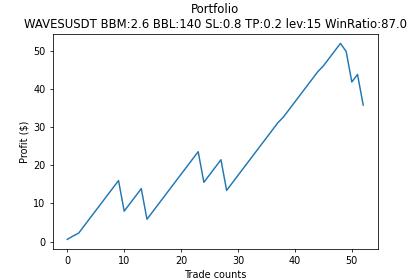 Portfolio
WAVESUSDT BBM:2.6 BBL:140 SL:0.8 TP:0.2 lev:15 WinRatio:87.0
Profit ($)
50
40
30
20
10
0
0 10 20 30 40 50
Trade counts